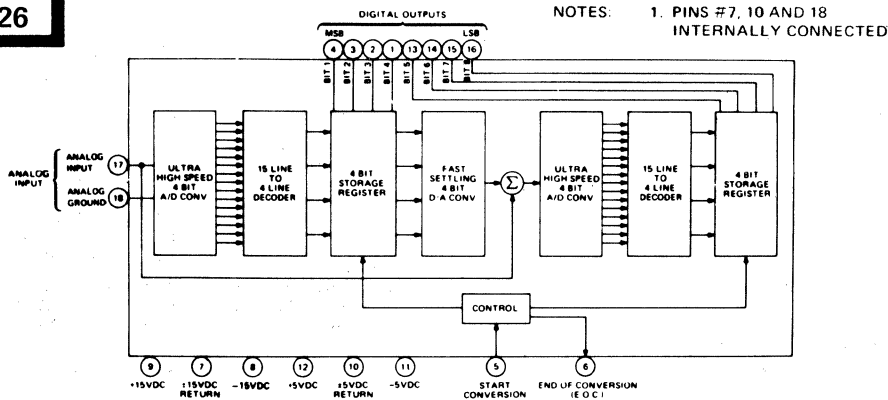 26
DIGITAL OUTPUTS
NOTES: 1. PINS #7, 10 AND 18
INTERNALLY CONNECTED
MSB LSB
4 3 2 1 13 14 15 16
BIT 1 BIT 2 BIT 3 BIT 4 BIT 5 BIT 6 BIT 7 BIT 8
ANALOG
INPUT
ANALOG
INPUT
17
ANALOG
GROUND
18
ULTRA
HIGH SPEED
4 BIT
A/D CONV
15 LINE
TO
4 LINE
DECODER
4 BIT
STORAGE
REGISTER
FAST
SETTLING
4 BIT
D/A CONV
Σ
ULTRA
HIGH SPEED
4 BIT
A/D CONV
15 LINE
TO
4 LINE
DECODER
4 BIT
STORAGE
REGISTER
CONTROL
9 7 8 12 10 11 5 6
+15VDC
±15VDC
RETURN
-15VDC
+5VDC
±5VDC
RETURN
-5VDC
START
CONVERSION
END OF CONVERSION
(E O C)